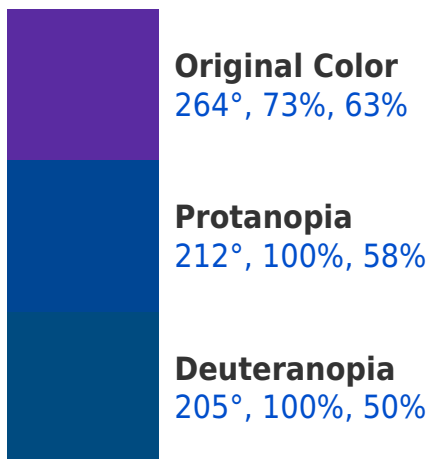 Original Color
264°, 73%, 63%
Protanopia
212°, 100%, 58%
Deuteranopia
205°, 100%, 50%